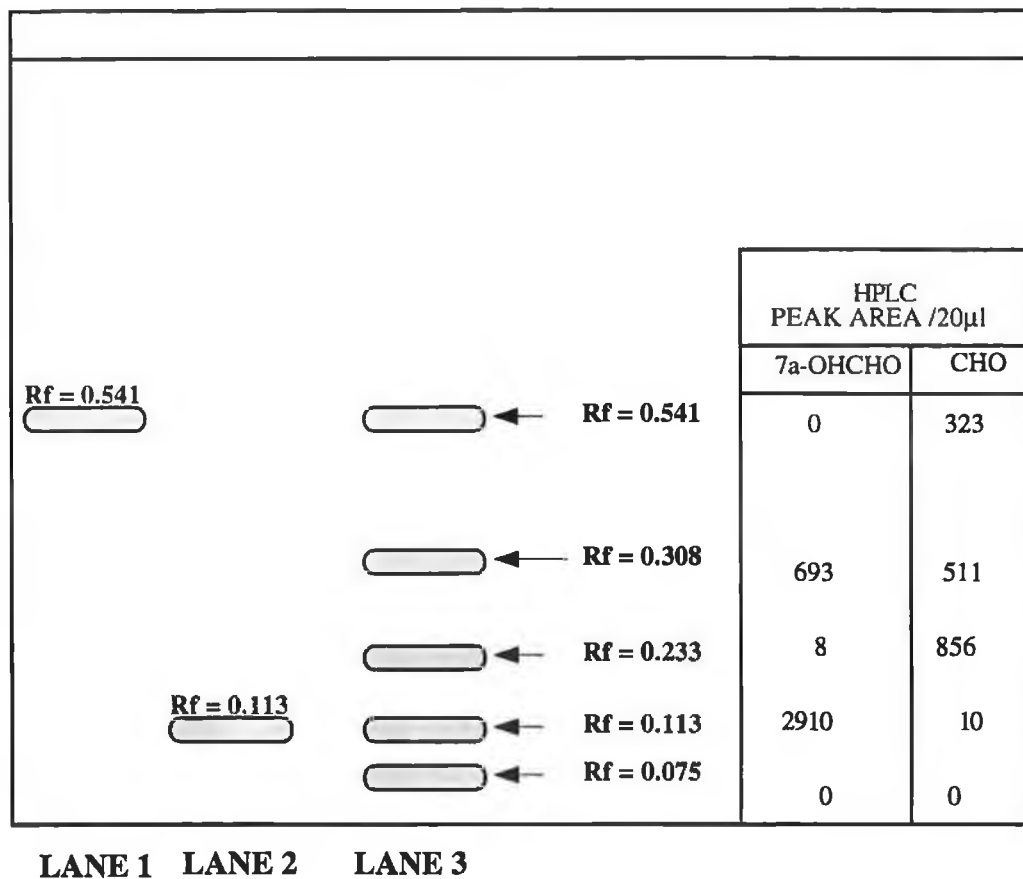 HPLC
PEAK AREA /20µl
7a-OHCHO CHO
Rf = 0.541
Rf = 0.541 0 323
Rf = 0.308 693 511
Rf = 0.233 8 856
Rf = 0.113
Rf = 0.113 2910 10
Rf = 0.075
0 0
LANE 1 LANE 2 LANE 3